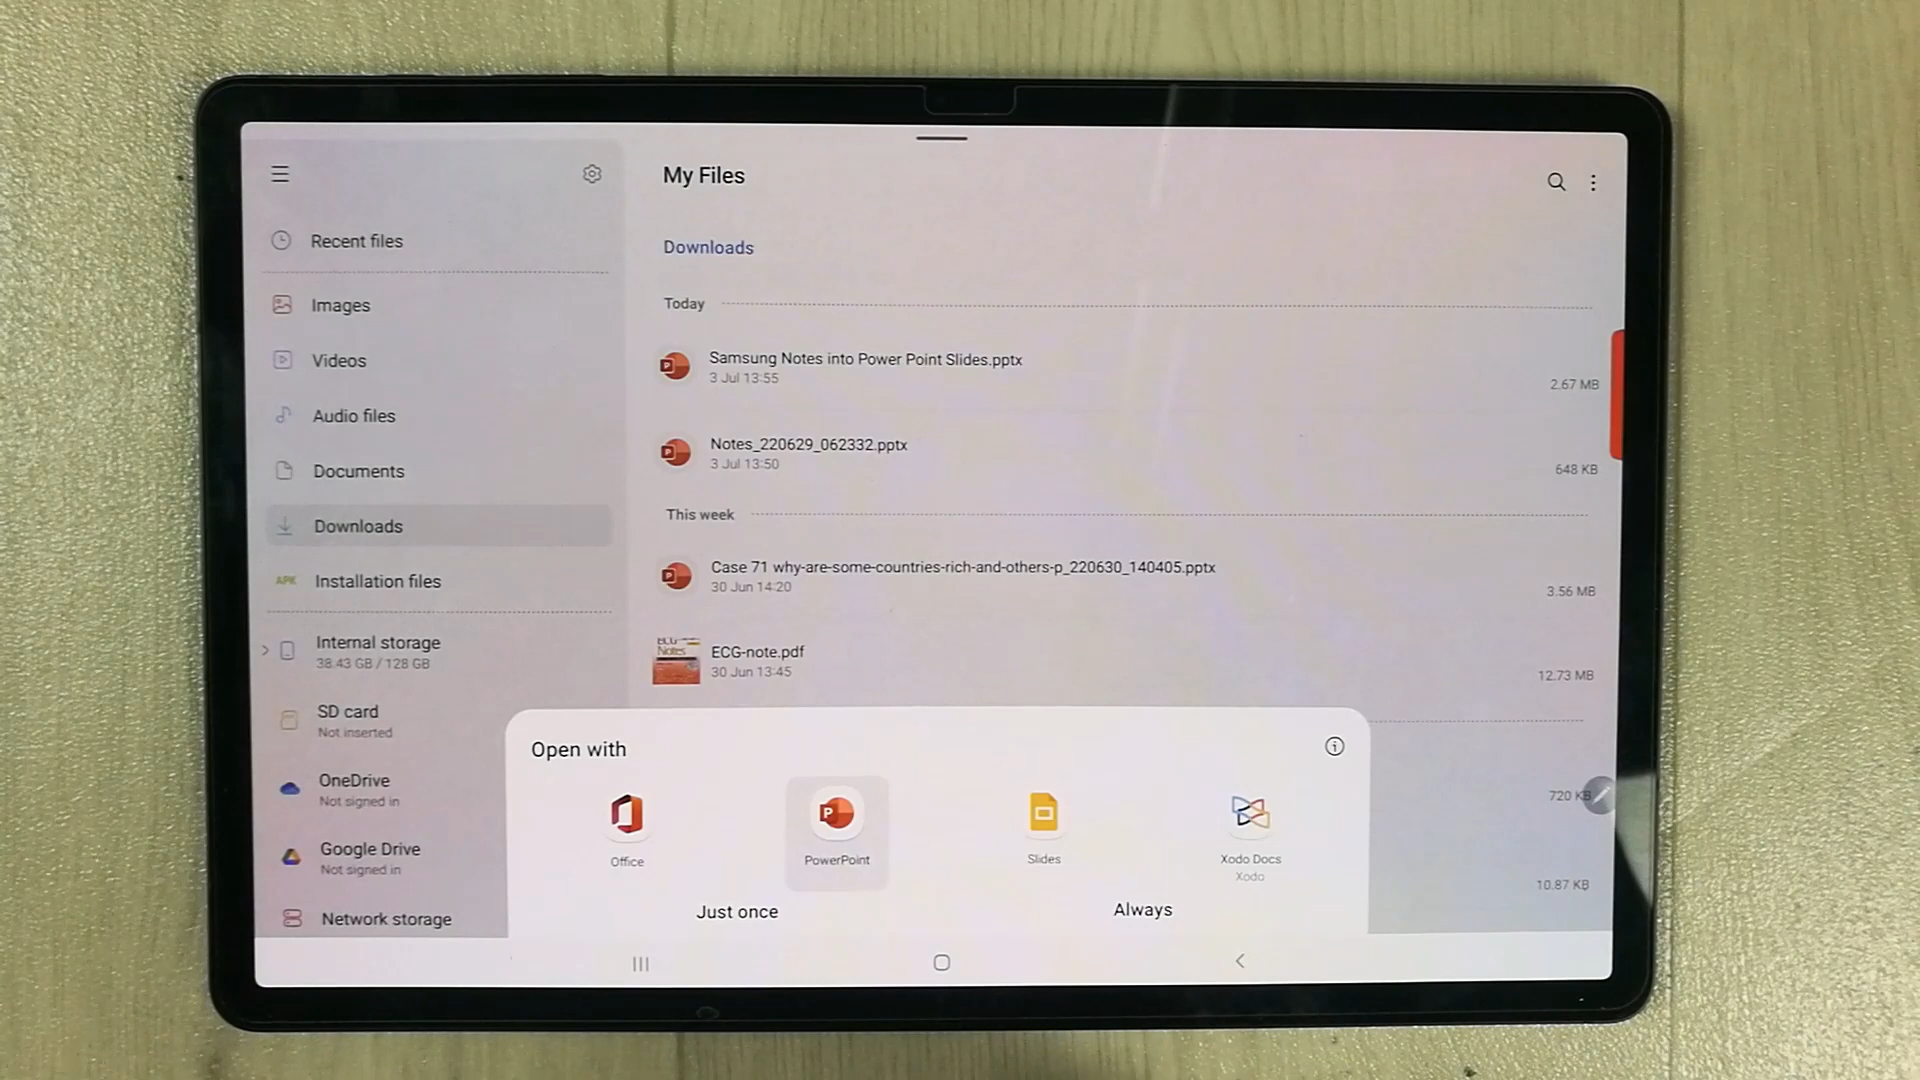 My Files
Recent files
Images
Videos
Audio files
Documents
Downloads
APK
Installation files
Internal storage
38.43 GB / 128 GB
SD card
Not inserted
OneDrive
Not signed in
Google Drive
Not signed in
Network storage
Downloads
Today
Samsung Notes into Power Point Slides.pptx
3 Jul 13:55
2.67 MB
Notes_220629_062332.pptx
3 Jul 13:50
648 KB
This week
Case 71 why-are-some-countries-rich-and-others-p_220630_140405.pptx
30 Jun 14:20
3.56 MB
Notes
ECG-note.pdf
30 Jun 13:45
12.73 MB
720 KB
10.87 KB
Open with
Office
PowerPoint
Slides
Xodo Docs
Xodo
Just once
Always